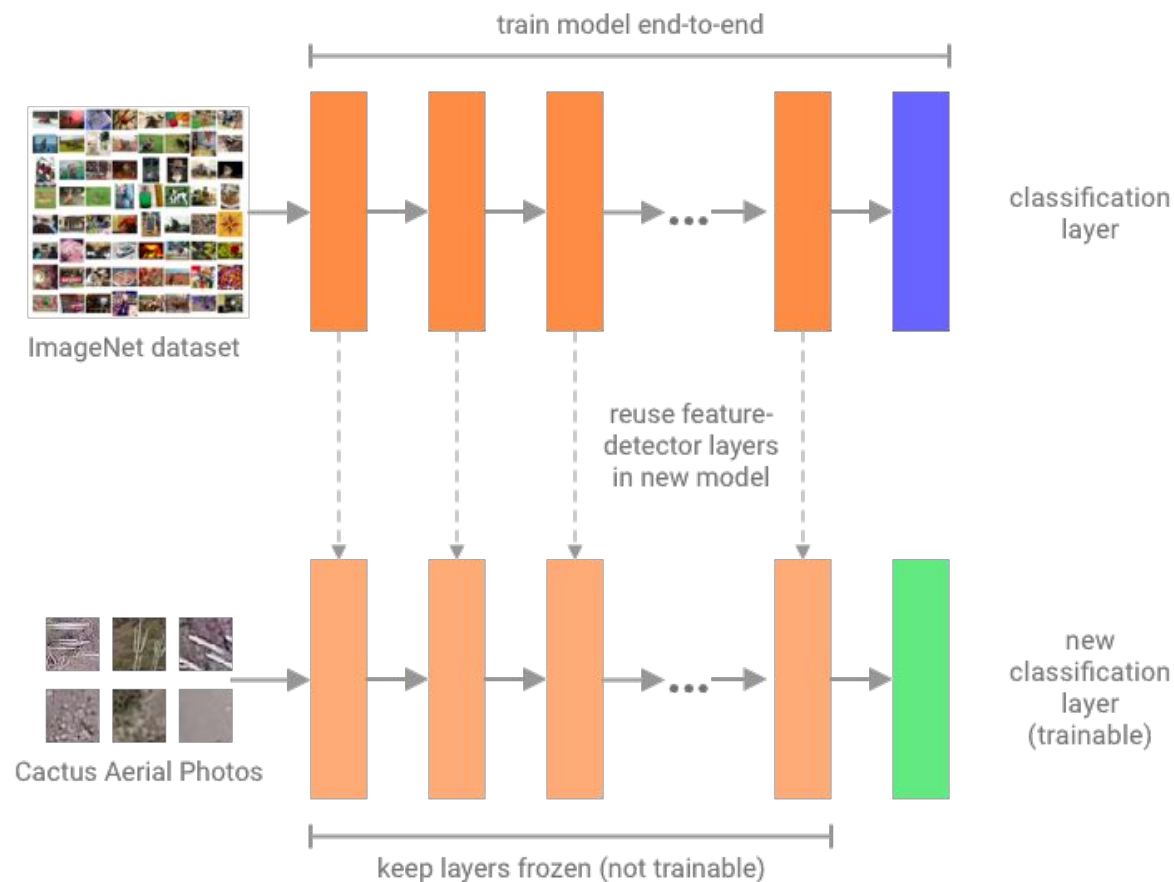 train model end-to-end
classification
layer
ImageNet dataset
reuse feature-
detector layers
in new model
new
classification
layer
(trainable)
Cactus Aerial Photos
keep layers frozen (not trainable)